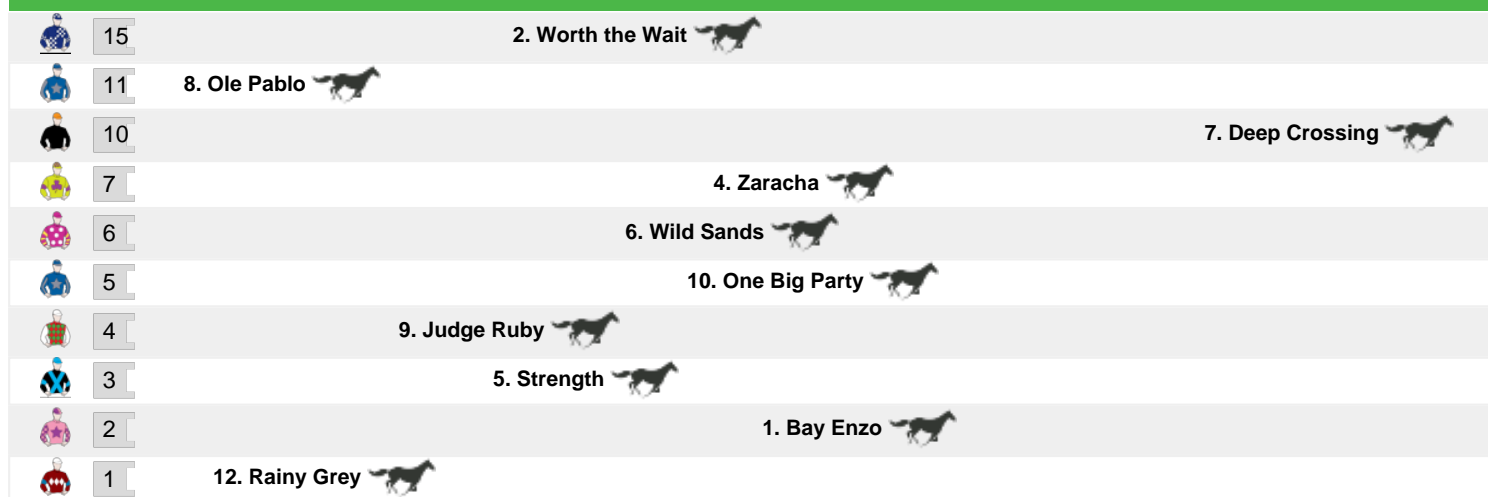 15 2. Worth the Wait
11 8. Ole Pablo
10 7. Deep Crossing
7 4. Zaracha
6 6. Wild Sands
5 10. One Big Party
4 9. Judge Ruby
3 5. Strength
2 1. Bay Enzo
1 12. Rainy Grey